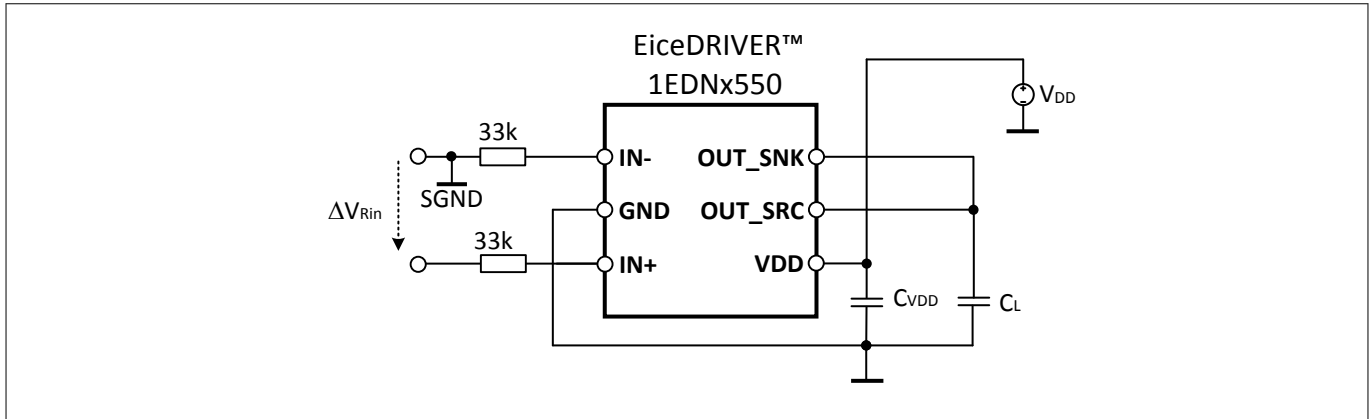 EiceDRIVER™
1EDNx550
VDD
33k
IN-
OUT_SNK
SGND
ΔVRin
GND
OUT_SRC
33k
IN+
VDD
CVDD
CL